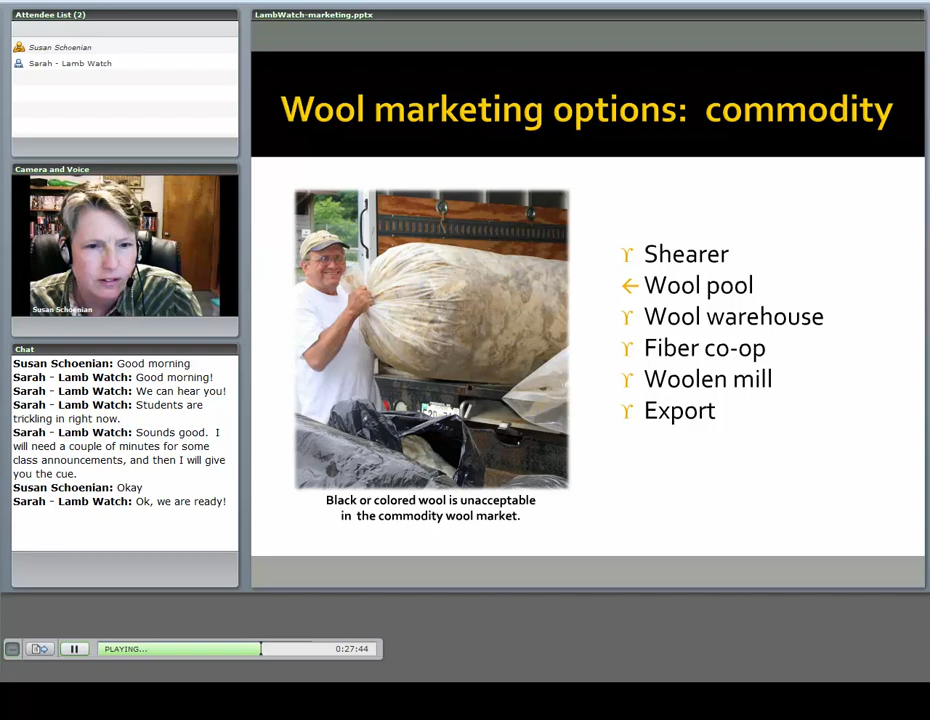 Attendee List (2)
Susan Schoenian
Sarah - Lamb Watch
Camera and Voice
Susan Schoenian
Chat
Susan Schoenian: Good morning
Sarah - Lamb Watch: Good morning!
Sarah - Lamb Watch: We can hear you!
Sarah - Lamb Watch: Students are
trickling in right now.
Sarah - Lamb Watch: Sounds good. I
will need a couple of minutes for some
class announcements, and then I will give
you the cue.
Susan Schoenian: Okay
Sarah - Lamb Watch: Ok, we are ready!
LambWatch-marketing.pptx
Wool marketing options: commodity
Shearer
Wool pool
Wool warehouse
Fiber co-op
Woolen mill
Export
Black or colored wool is unacceptable
in the commodity wool market.
PLAYING...
0:27:44